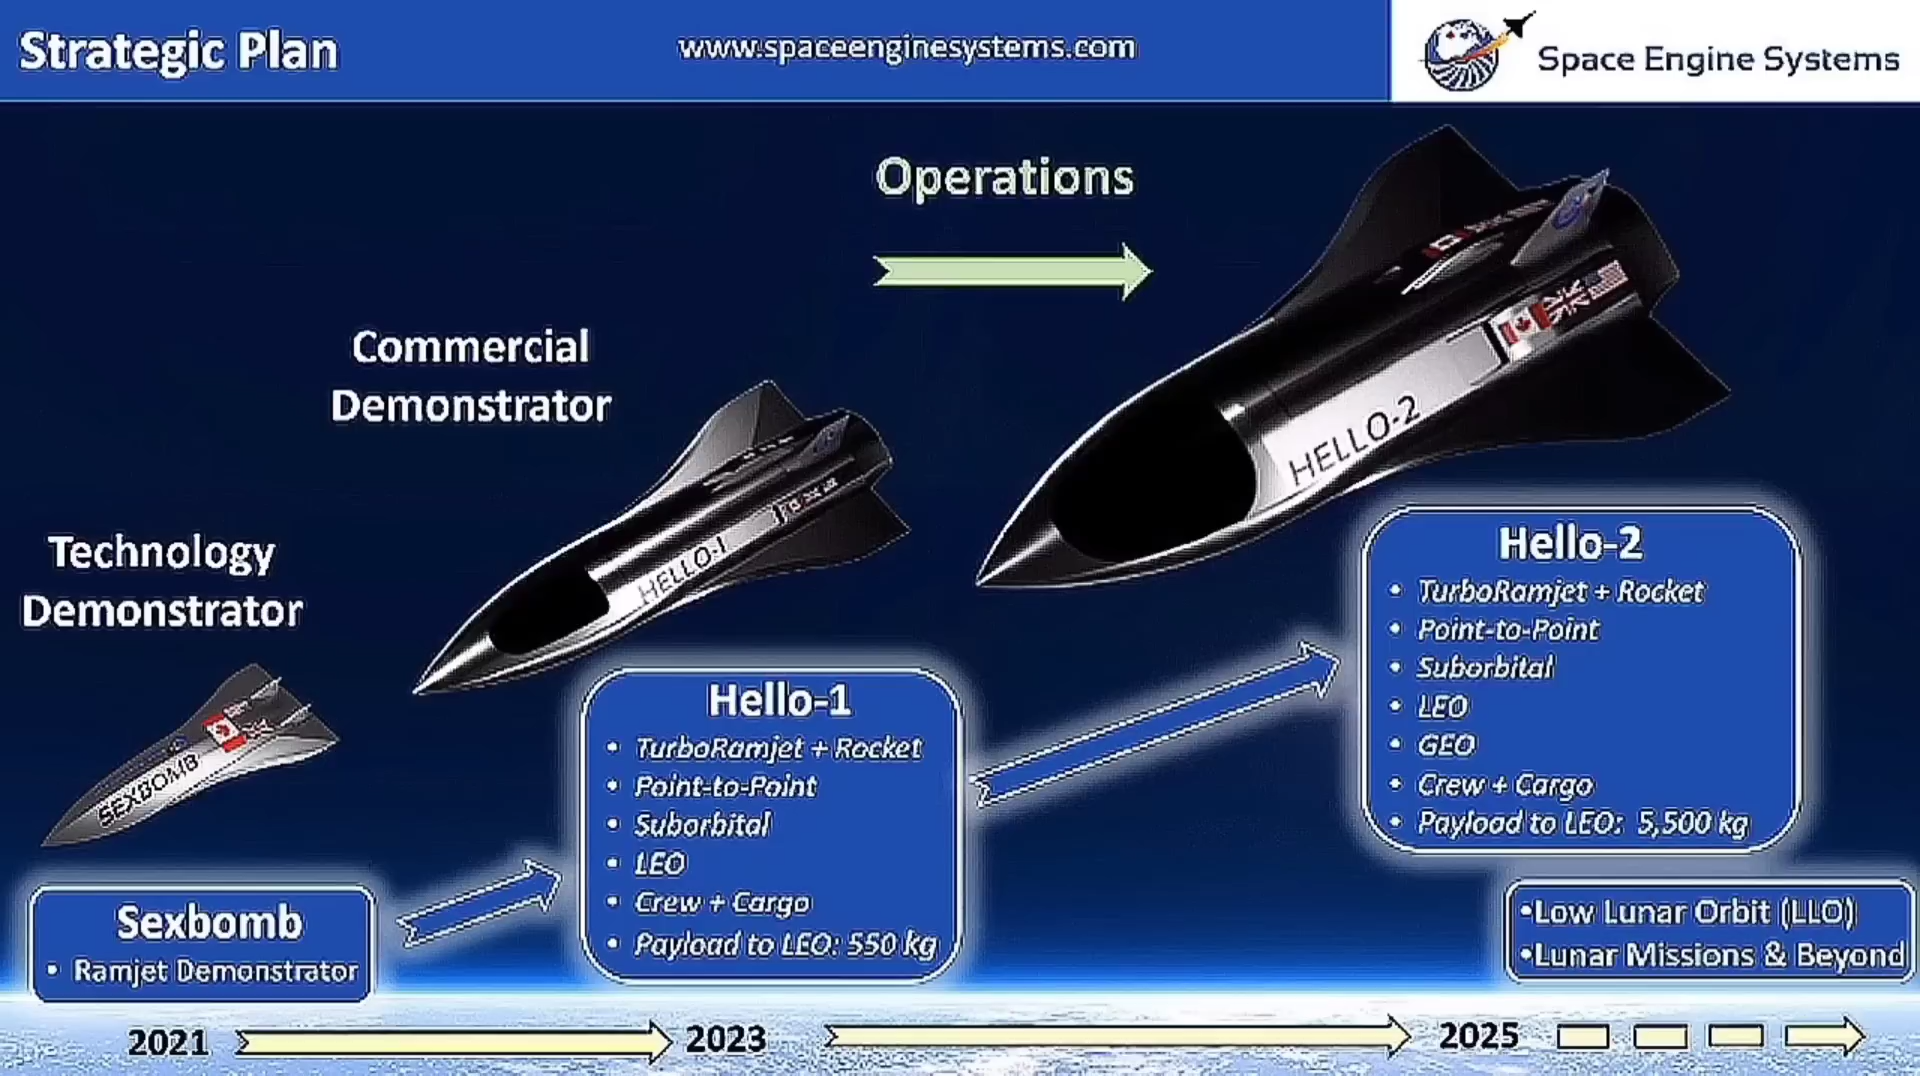 Strategic Plan
www.spaceenginesystems.com
Space Engine Systems
Operations
Commercial
Demonstrator
Technology
Demonstrator
HELLO-2
HELLO-1
SEXBOMB
Hello-2
• TurboRamjet + Rocket
• Point-to-Point
• Suborbital
• LEO
• GEO
• Crew + Cargo
• Payload to LEO: 5,500 kg
Hello-1
• TurboRamjet + Rocket
• Point-to-Point
• Suborbital
• LEO
• Crew + Cargo
• Payload to LEO: 550 kg
Sexbomb
• Ramjet Demonstrator
•Low Lunar Orbit (LLO)
•Lunar Missions & Beyond
2021
2023
2025